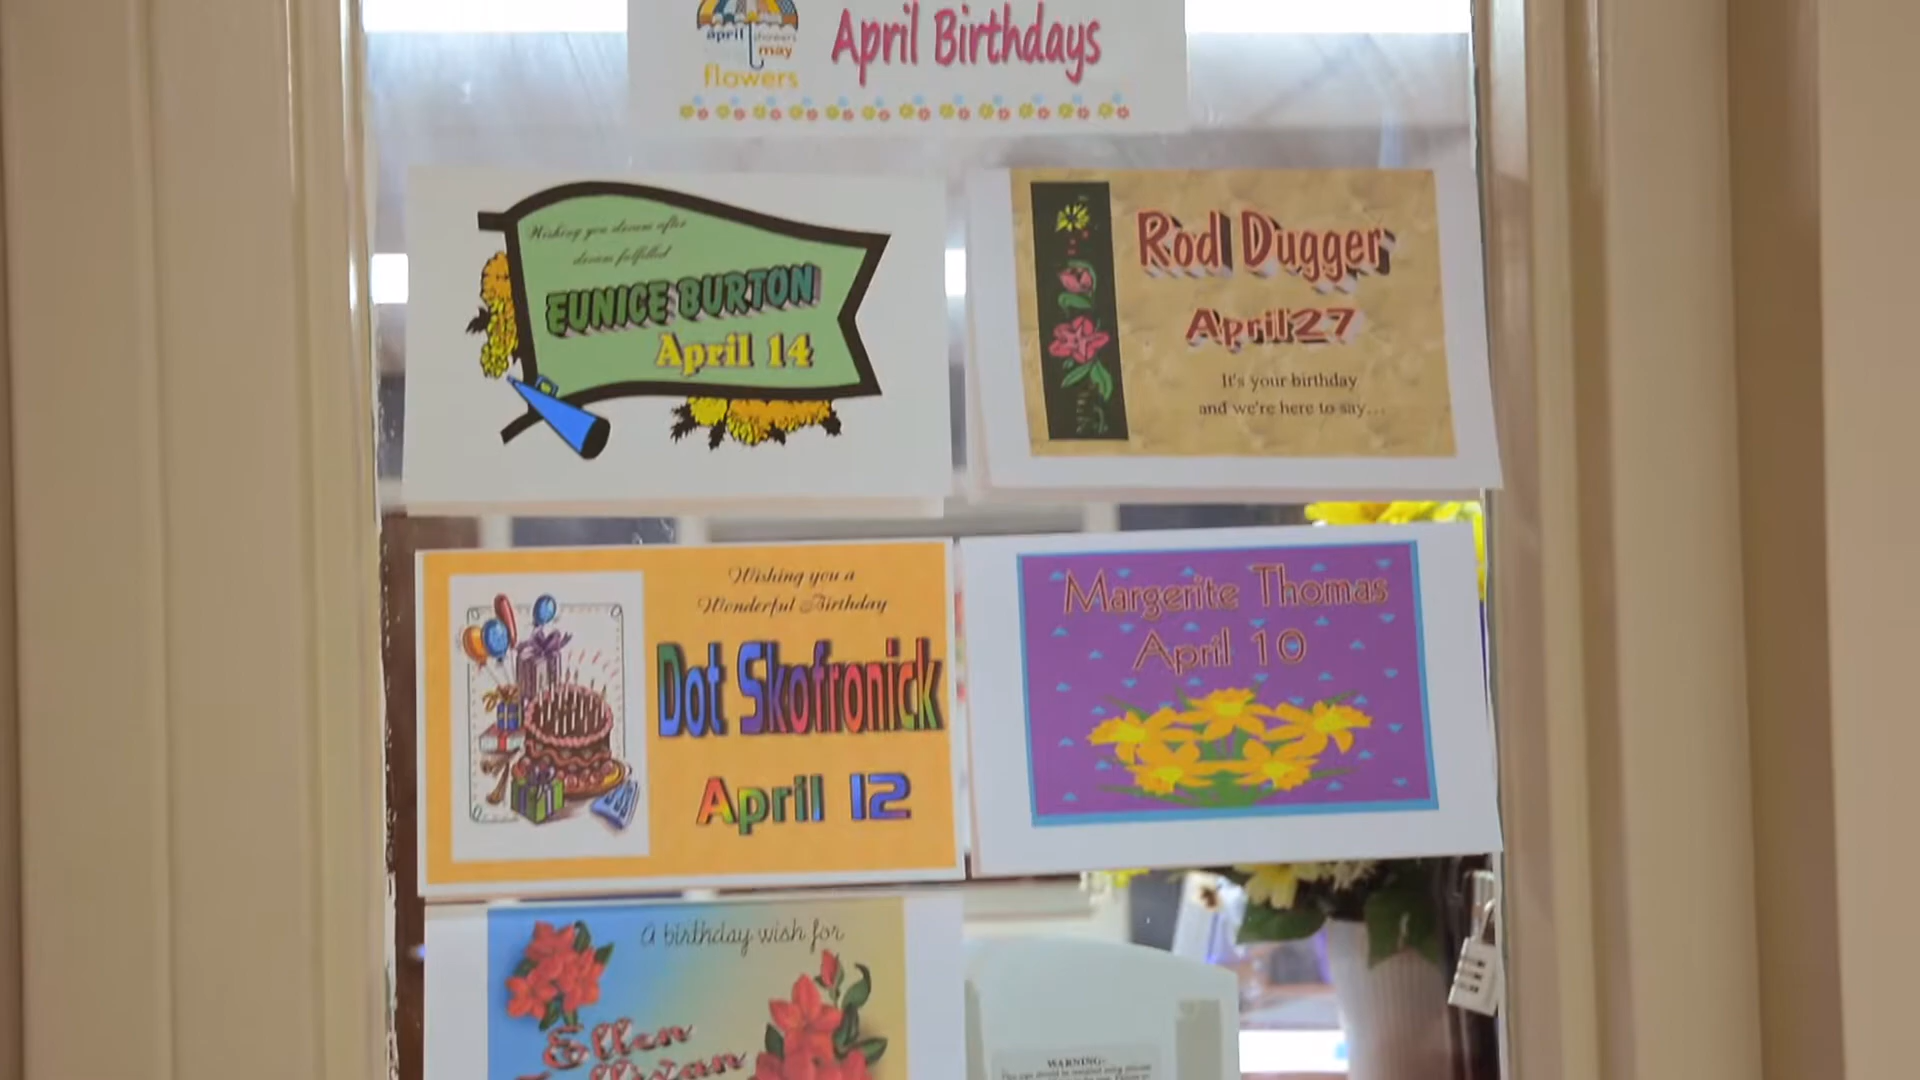 april showers
may
flowers
April Birthdays
Wishing you dream after
dream fulfilled
EUNICE BURTON
April 14
Rod Dugger
April 27
It's your birthday
and we're here to say...
Wishing you a
Wonderful Birthday
Dot Skofronick
April 12
Margerite Thomas
April 10
A birthday wish for
Ellen
WARNING-